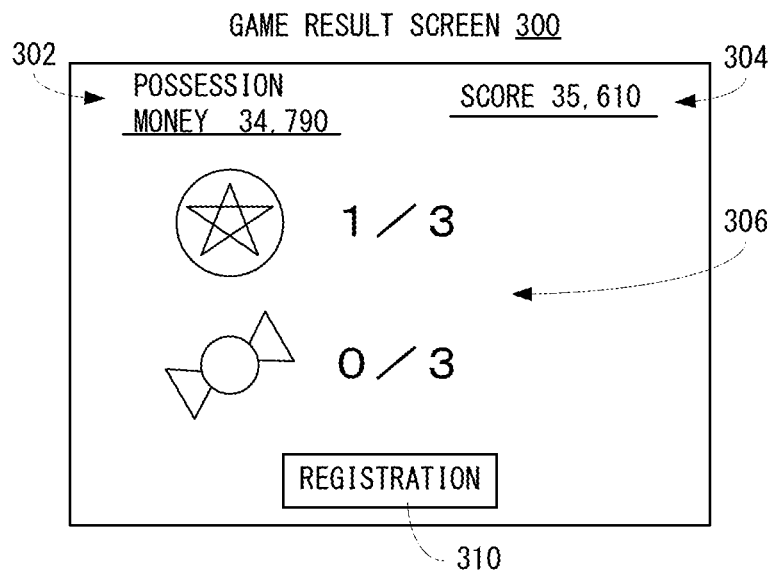 GAME RESULT SCREEN 300
302
304
POSSESSION
MONEY 34,790
SCORE 35,610
1/3
306
0/3
REGISTRATION
310